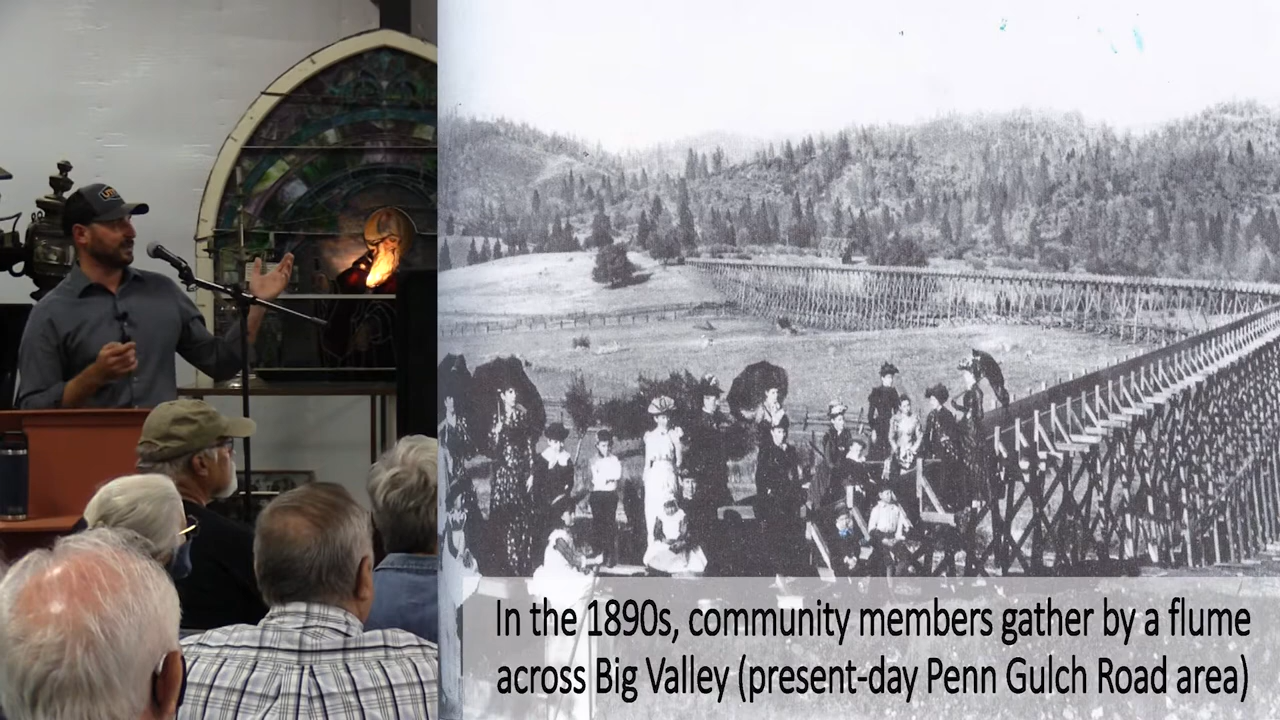 In the 1890s, community members gather by a flume
across Big Valley (present-day Penn Gulch Road area)